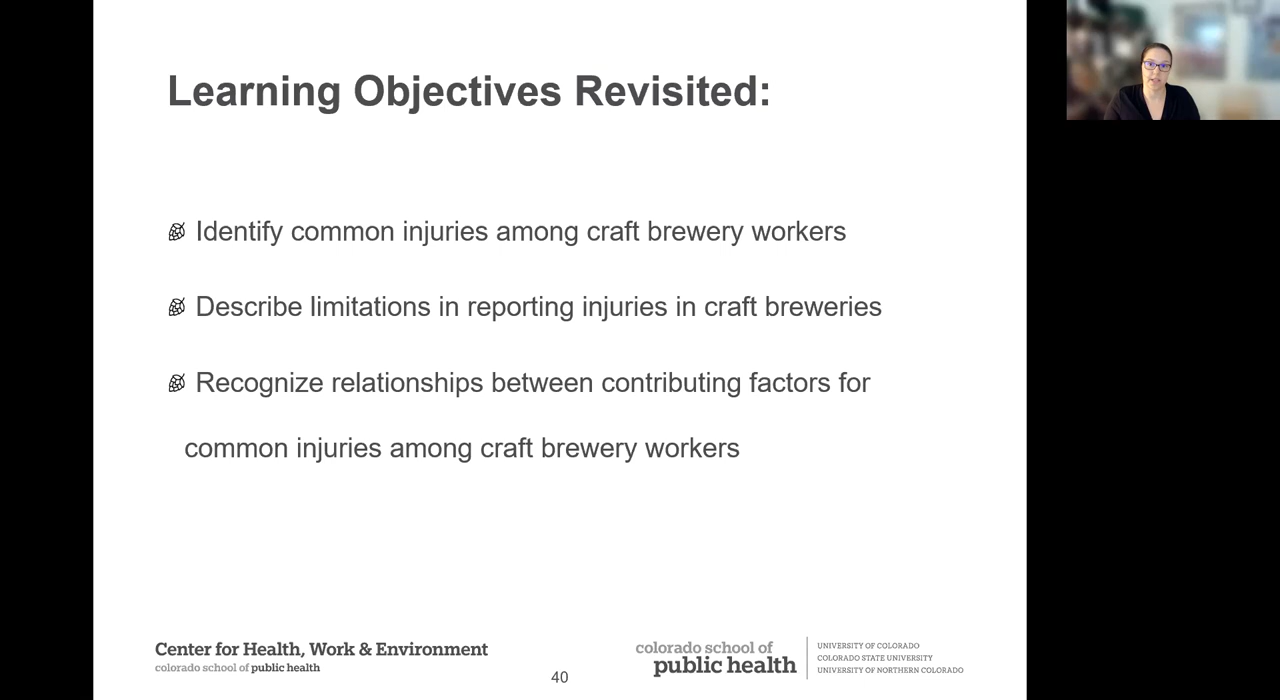 Learning Objectives Revisited:
Identify common injuries among craft brewery workers
Describe limitations in reporting injuries in craft breweries
Recognize relationships between contributing factors for
common injuries among craft brewery workers
Center for Health, Work & Environment
colorado school of public health
40
colorado school of
public health
UNIVERSITY OF COLORADO
COLORADO STATE UNIVERSITY
UNIVERSITY OF NORTHERN COLORADO